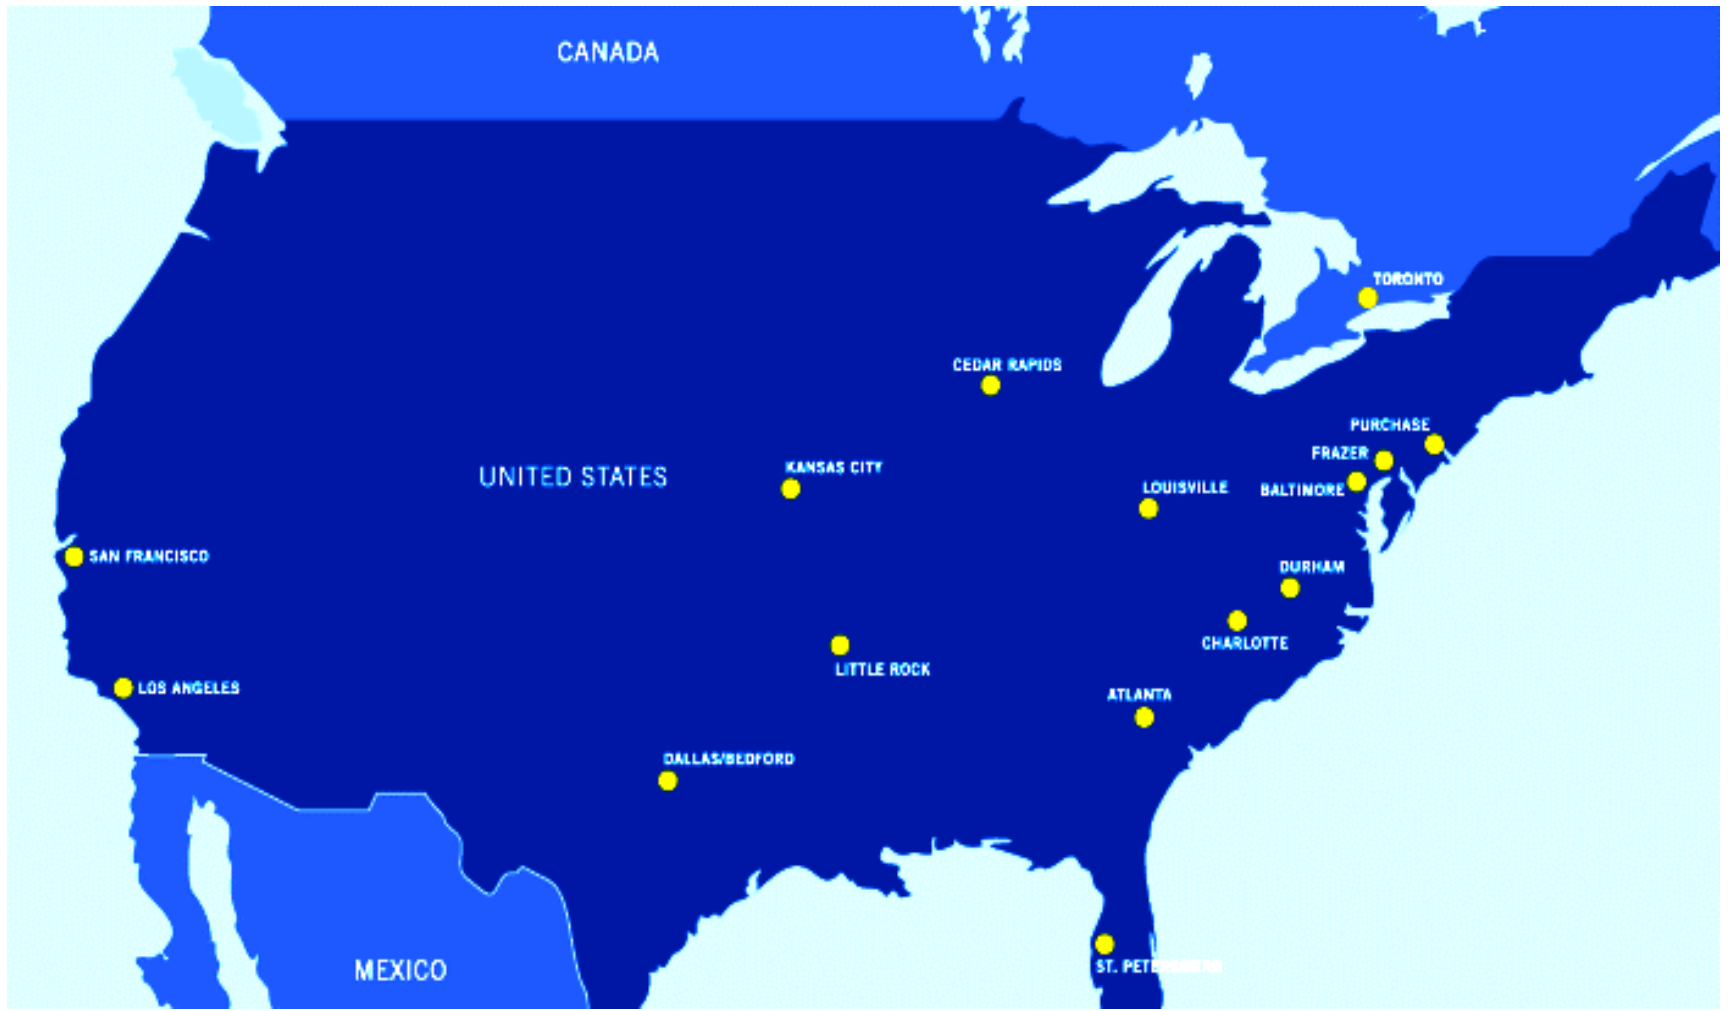 CANADA
TORONTO
CEDAR RAPIDS
PURCHASE
FRAZER
KANSAS CITY
UNITED STATES
LOUISVILLE
BALTIMORE
SAN FRANCISCO
DURHAM
CHARLOTTE
LITTLE ROCK
LOS ANGELES
ATLANTA
DALLAS/BEDFORD
ST. PETERSBURG
MEXICO